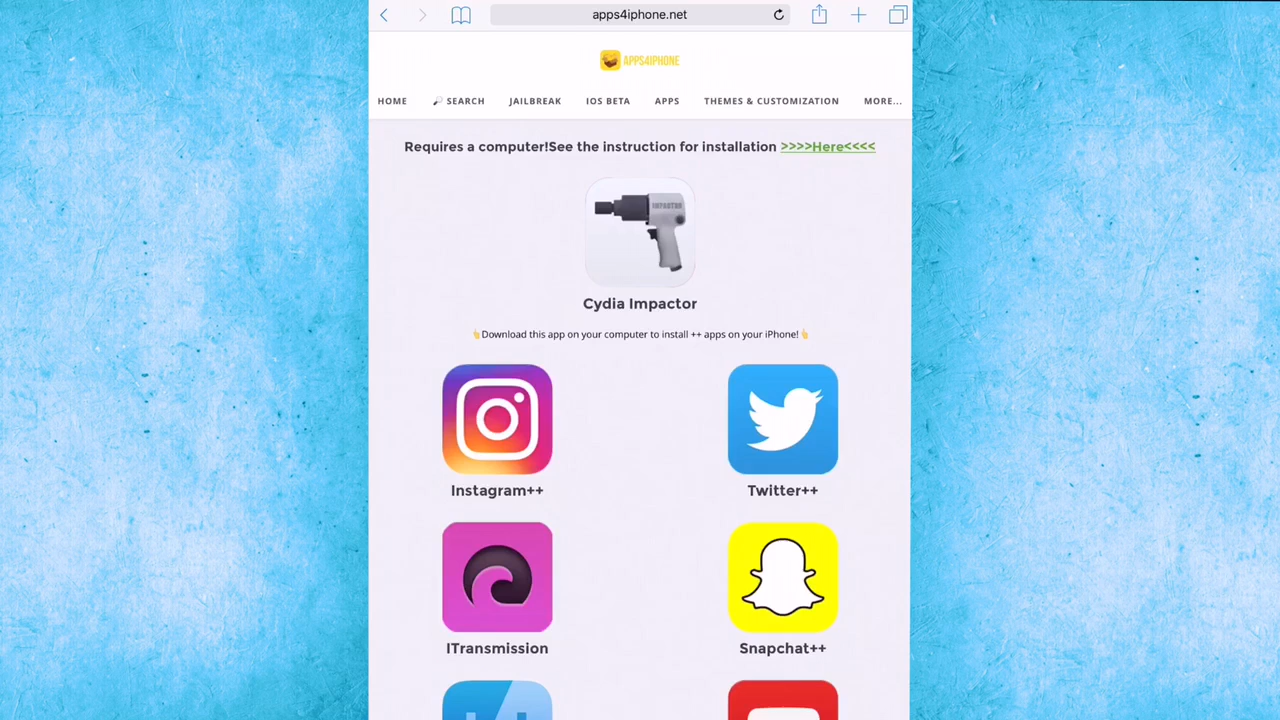 apps4iphone.net
APPS4IPHONE
HOME SEARCH JAILBREAK IOS BETA APPS THEMES & CUSTOMIZATION MORE...
Requires a computer!See the instruction for installation >>>>Here<<<<
IMPACTOR
Cydia Impactor
👆Download this app on your computer to install ++ apps on your iPhone!👆
Instagram++ Twitter++
ITransmission Snapchat++